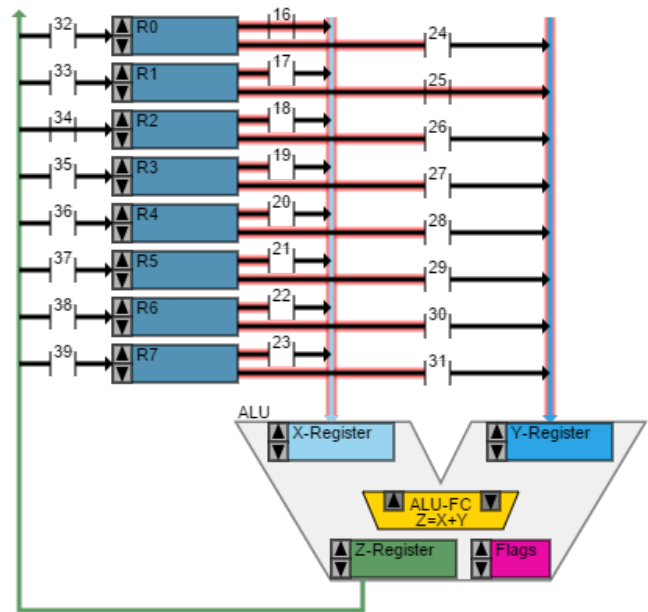 32
R0
16
24
33
R1
17
25
34
R2
18
26
35
R3
19
27
36
R4
20
28
37
R5
21
29
38
R6
22
30
39
R7
23
31
ALU
X-Register
Y-Register
ALU-FC
Z=X+Y
Z-Register
Flags